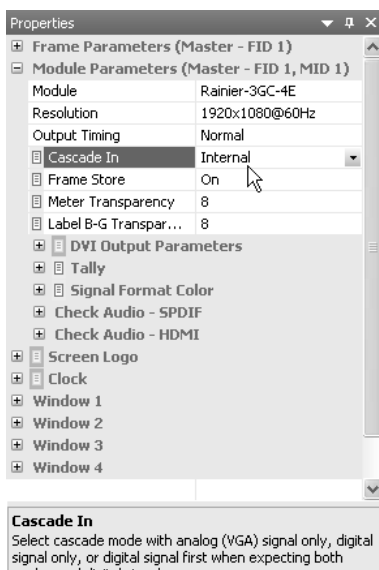 Properties
Frame Parameters (Master - FID 1)
Module Parameters (Master - FID 1, MID 1)
Module Rainier-3GC-4E
Resolution 1920x1080@60Hz
Output Timing Normal
Cascade In Internal
Frame Store On
Meter Transparency 8
Label B-G Transpar... 8
DVI Output Parameters
Tally
Signal Format Color
Check Audio - SPDIF
Check Audio - HDMI
Screen Logo
Clock
Window 1
Window 2
Window 3
Window 4
Cascade In
Select cascade mode with analog (VGA) signal only, digital
signal only, or digital signal first when expecting both